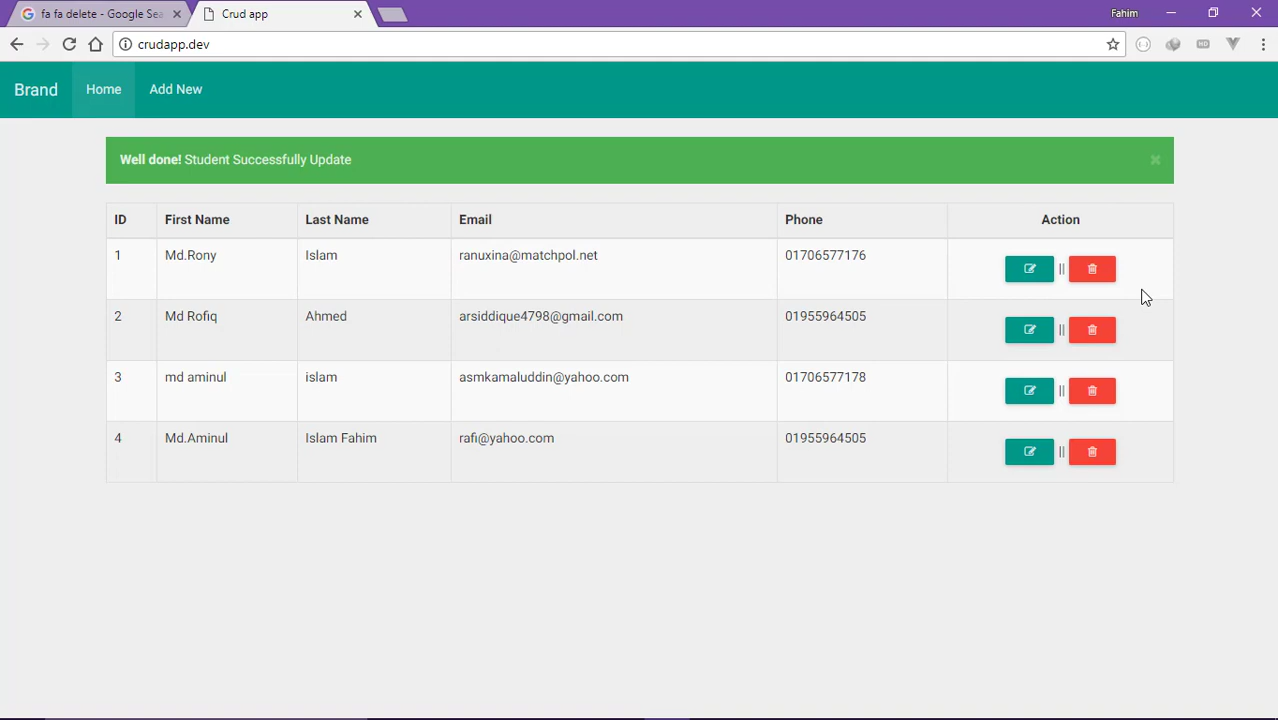 fa fa delete - Google Sea
Crud app
Fahim
crudapp.dev
HD
Brand Home Add New
Well done! Student Successfully Update ×
ID First Name Last Name Email Phone Action
1 Md.Rony Islam ranuxina@matchpol.net 01706577176 ||
2 Md Rofiq Ahmed arsiddique4798@gmail.com 01955964505 ||
3 md aminul islam asmkamaluddin@yahoo.com 01706577178 ||
4 Md.Aminul Islam Fahim rafi@yahoo.com 01955964505 ||